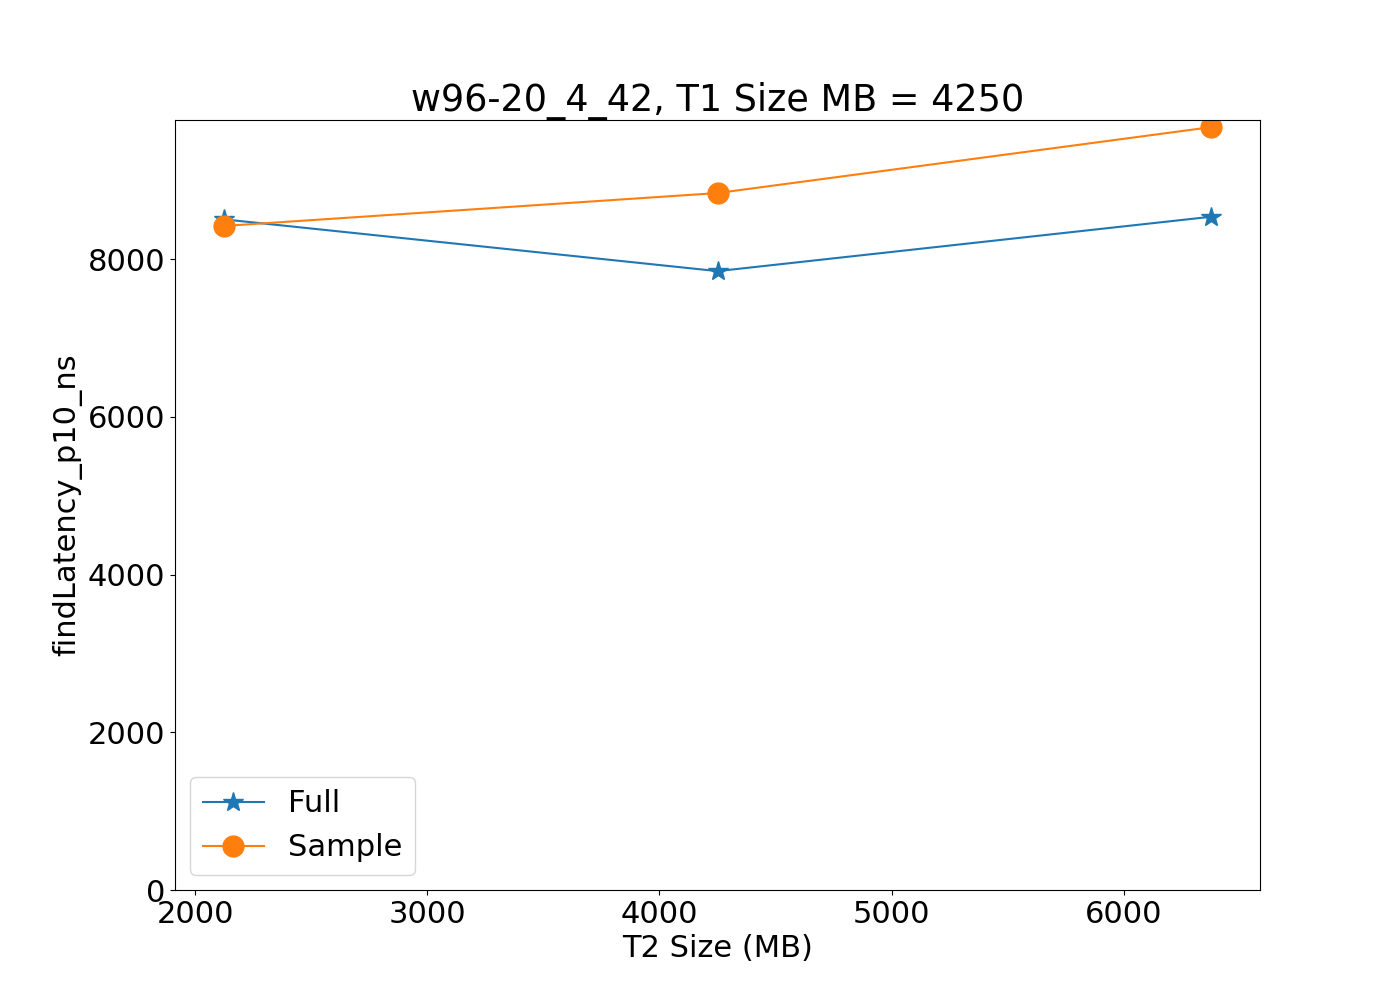 w96-20_4_42, T1 Size MB = 4250
findLatency_p10_ns
8000
6000
4000
2000
0
Full
Sample
2000 3000 4000 5000 6000
T2 Size (MB)